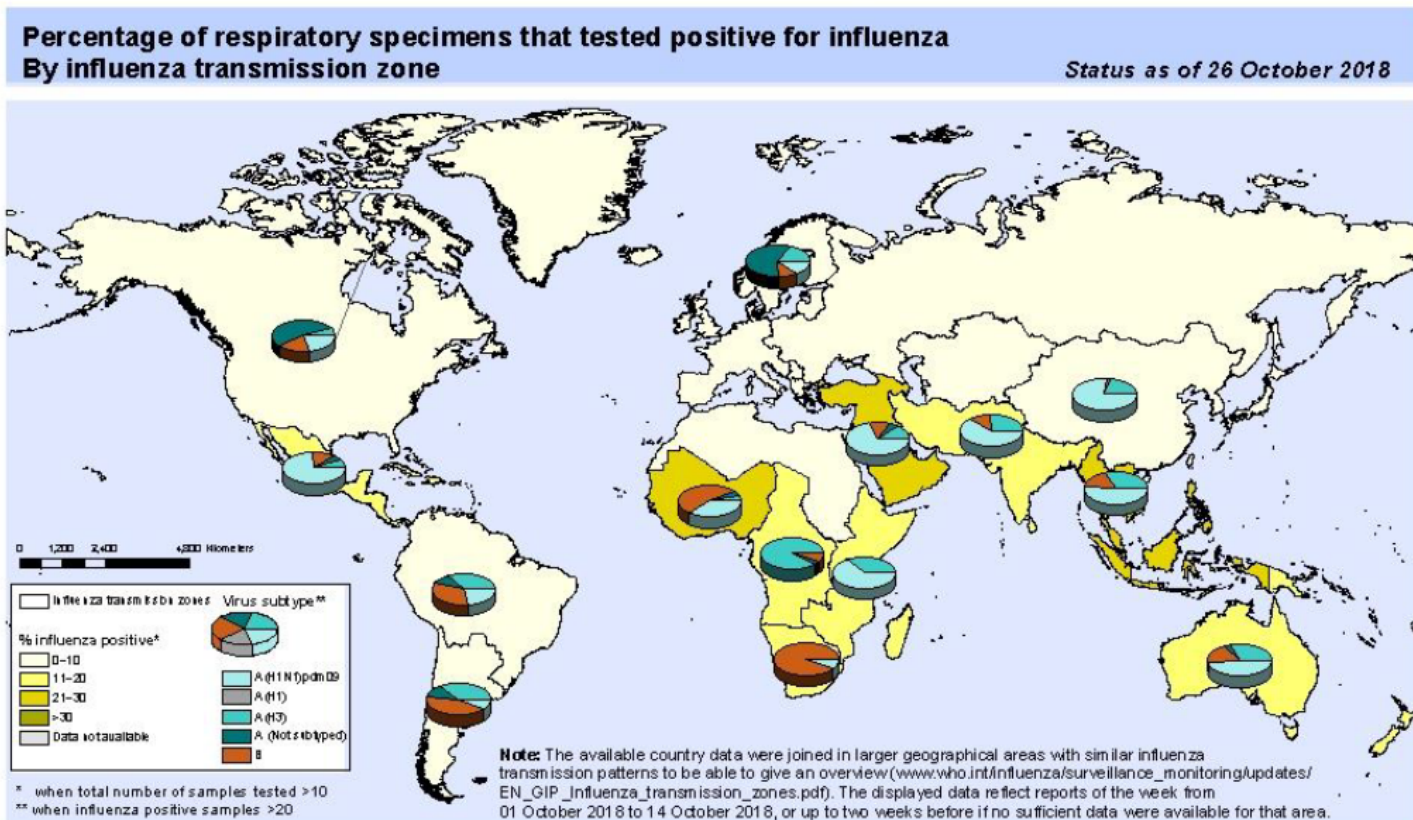 Percentage of respiratory specimens that tested positive for influenza
By influenza transmission zone
Status as of 26 October 2018
0 1,200 2,400 4,800 Kilometers
Influenza transmission zones
Virus subtype**
% influenza positive*
0-10
11-20
21-30
>30
Data not available
A(H1N1)pdm09
A(H1)
A(H3)
A (Not subtyped)
B
* when total number of samples tested >10
** when influenza positive samples >20
Note: The available country data were joined in larger geographical areas with similar influenza
transmission patterns to be able to give an overview (www.who.int/influenza/surveillance_monitoring/updates/
EN_GIP_Influenza_transmission_zones.pdf). The displayed data reflect reports of the week from
01 October 2018 to 14 October 2018, or up to two weeks before if no sufficient data were available for that area.